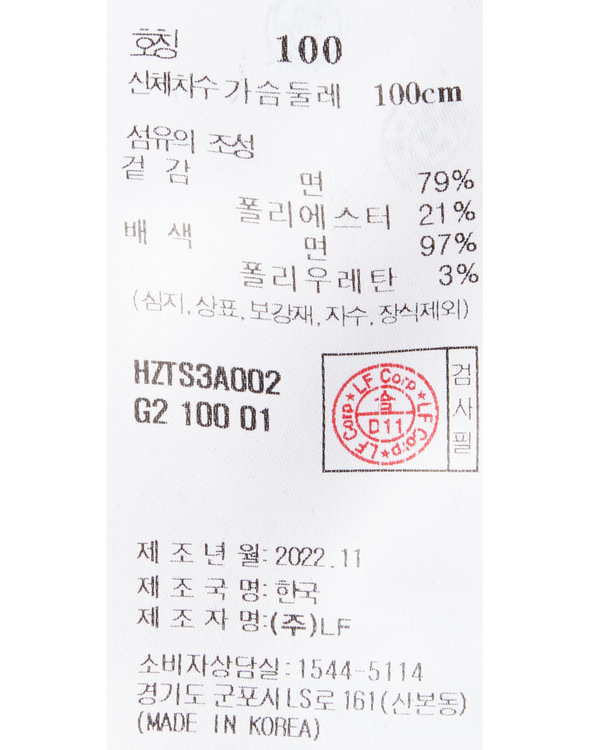 호칭 100
신체치수 가슴둘레 100cm
섬유의 조성
겉감 면 79%
폴리에스터 21%
배색 면 97%
폴리우레탄 3%
(심지, 상표, 보강재, 자수, 장식제외)
HZTS3A002
G2 100 01
LF Corp ★ LF Corp ★ LF Corp ★
D11
검사필
제조년월: 2022.11
제조국명: 한국
제조자명:(주)LF
소비자상담실: 1544-5114
경기도 군포시 LS로 161(산본동)
(MADE IN KOREA)